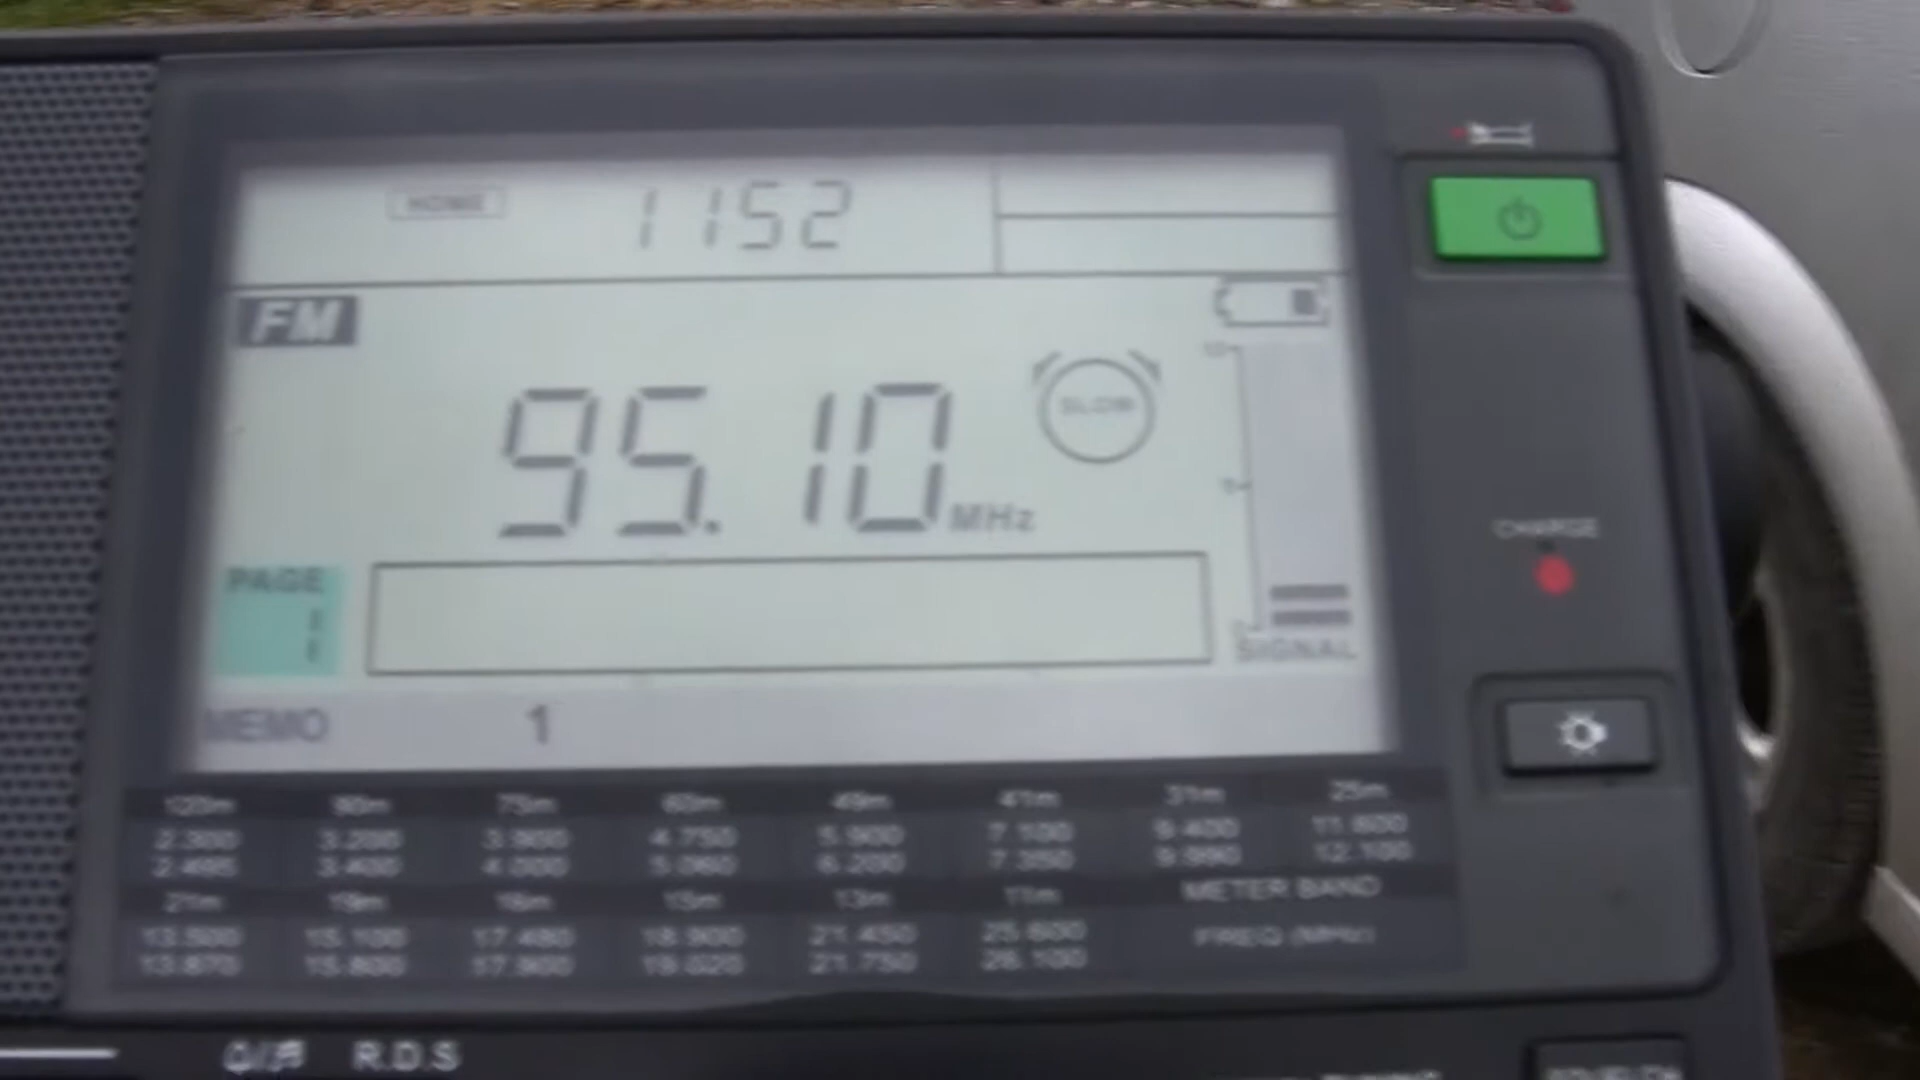 HOME 1152
FM
95.10 MHz
SLOW
10
5
0
SIGNAL
PAGE
1
MEMO 1
CHARGE
120m 90m 75m 60m 49m 41m 31m 25m
2.300 3.200 3.900 4.750 5.900 7.100 9.400 11.600
2.495 3.400 4.000 5.060 6.200 7.350 9.990 12.100
21m 19m 16m 15m 13m 11m METER BAND
13.500 15.100 17.480 18.900 21.450 25.600 FREQ (MHz)
13.870 15.800 17.900 19.020 21.750 26.100
R.D.S